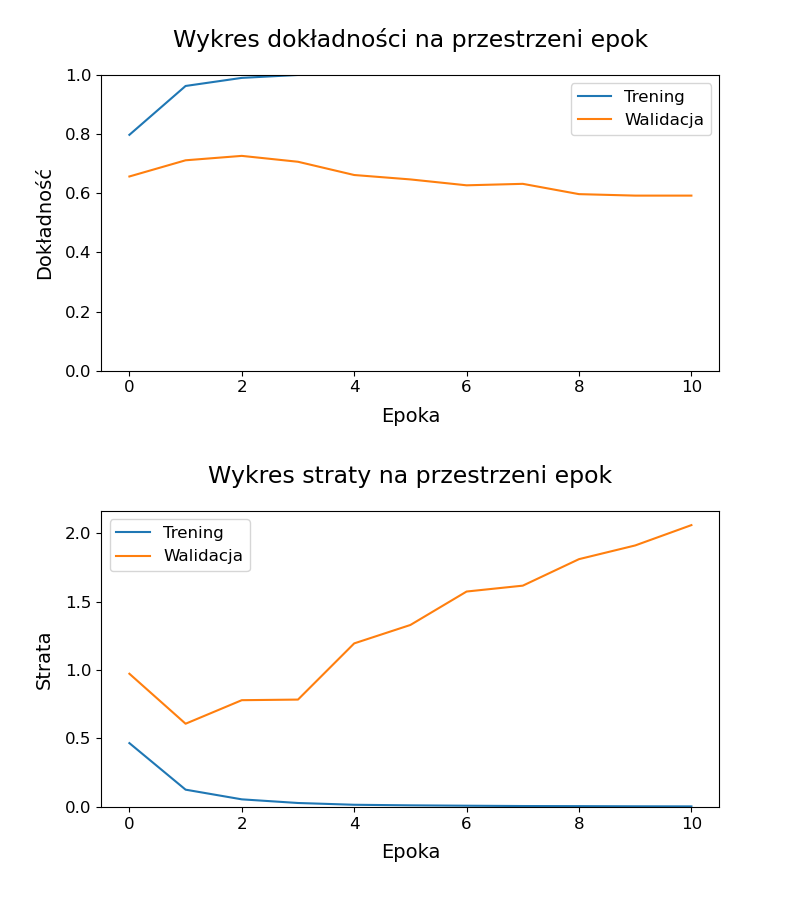 Wykres dokładności na przestrzeni epok
1.0
0.8
0.6
0.4
0.2
0.0
Dokładność
Trening
Walidacja
0 2 4 6 8 10
Epoka
Wykres straty na przestrzeni epok
2.0
1.5
1.0
0.5
0.0
Strata
Trening
Walidacja
0 2 4 6 8 10
Epoka